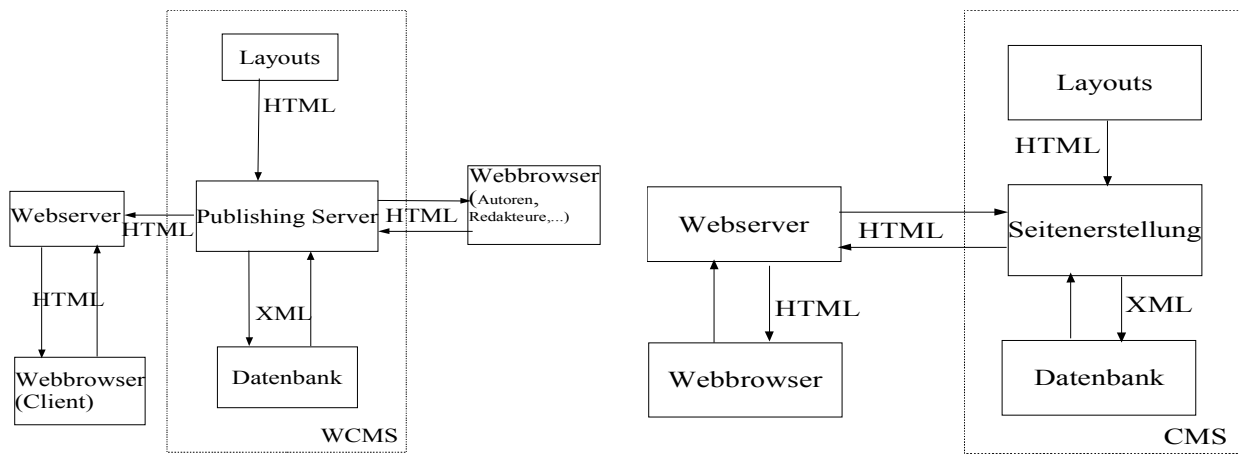 Layouts
HTML
Webbrowser
(Autoren,
Redakteure,...)
Webserver
HTML
Publishing Server
HTML
HTML
XML
Webbrowser
(Client)
Datenbank
WCMS
Layouts
HTML
Webserver
HTML
Seitenerstellung
HTML
XML
Webbrowser
Datenbank
CMS